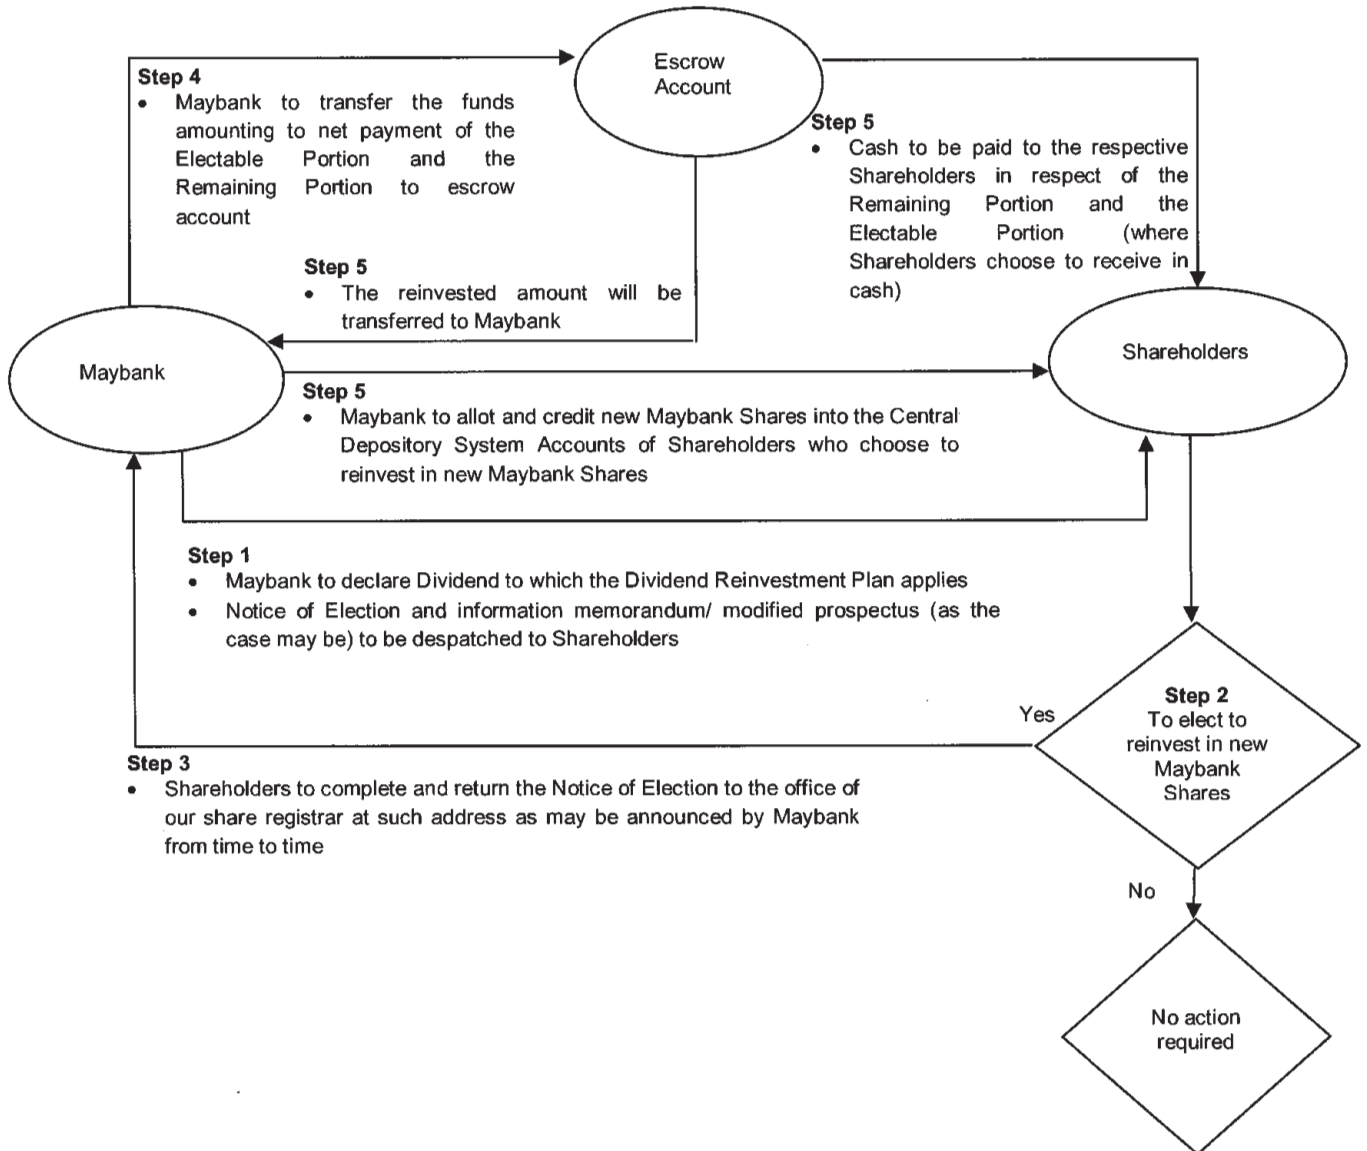 Escrow
Account
Step 4
• Maybank to transfer the funds
amounting to net payment of the
Electable Portion and the
Remaining Portion to escrow
account
Step 5
• Cash to be paid to the respective
Shareholders in respect of the
Remaining Portion and the
Electable Portion (where
Shareholders choose to receive in
cash)
Step 5
• The reinvested amount will be
transferred to Maybank
Maybank
Shareholders
Step 5
• Maybank to allot and credit new Maybank Shares into the Central
Depository System Accounts of Shareholders who choose to
reinvest in new Maybank Shares
Step 1
• Maybank to declare Dividend to which the Dividend Reinvestment Plan applies
• Notice of Election and information memorandum/ modified prospectus (as the
case may be) to be despatched to Shareholders
Step 2
To elect to
reinvest in new
Maybank
Shares
Yes
Step 3
• Shareholders to complete and return the Notice of Election to the office of
our share registrar at such address as may be announced by Maybank
from time to time
No
No action
required